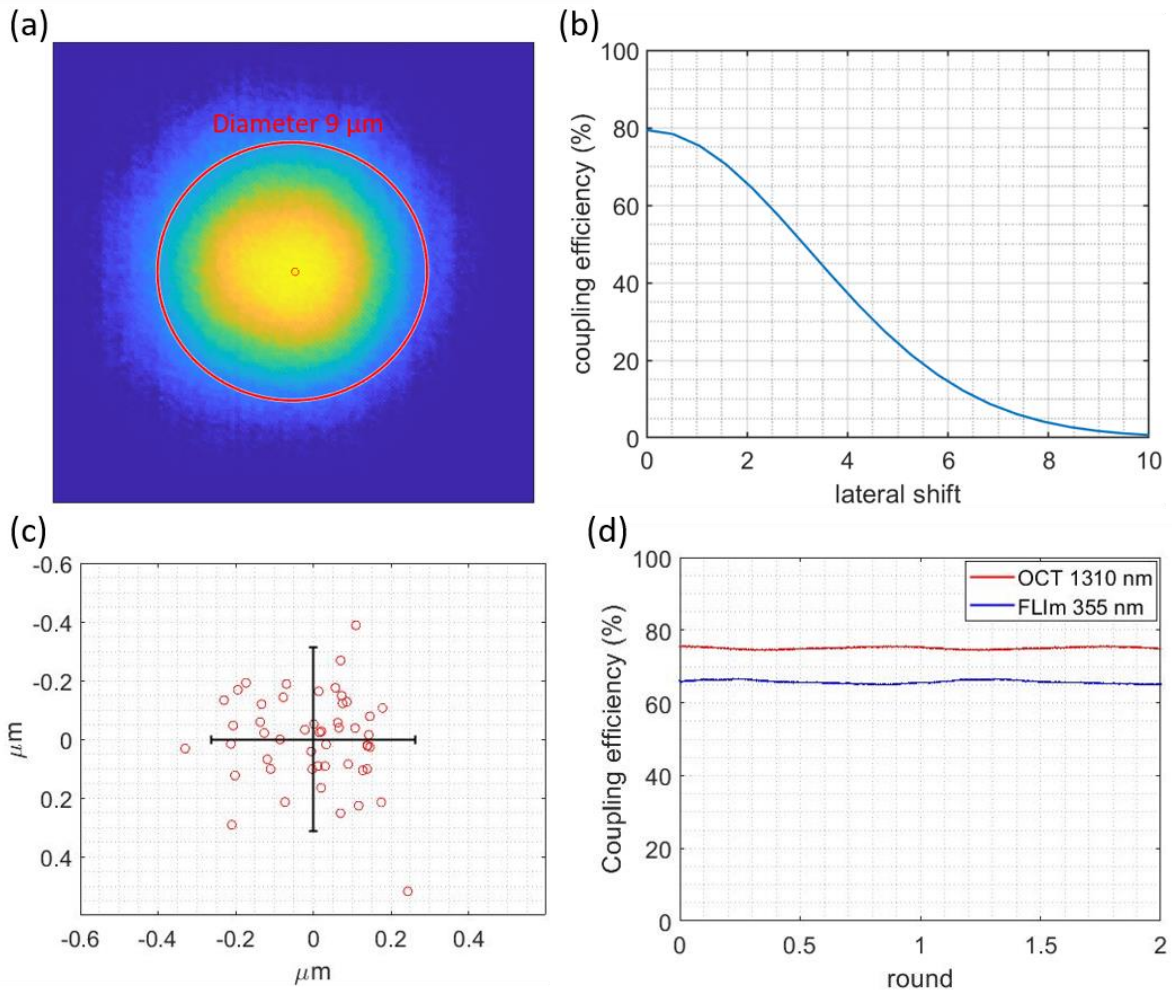 (a)
Diameter 9 μm
(b)
100
80
60
40
20
0
coupling efficiency (%)
0 2 4 6 8 10
lateral shift
(c)
-0.6
-0.4
-0.2
0
0.2
0.4
μm
-0.6 -0.4 -0.2 0 0.2 0.4
μm
(d)
100
80
60
40
20
0
Coupling efficiency (%)
OCT 1310 nm
FLIm 355 nm
0 0.5 1 1.5 2
round